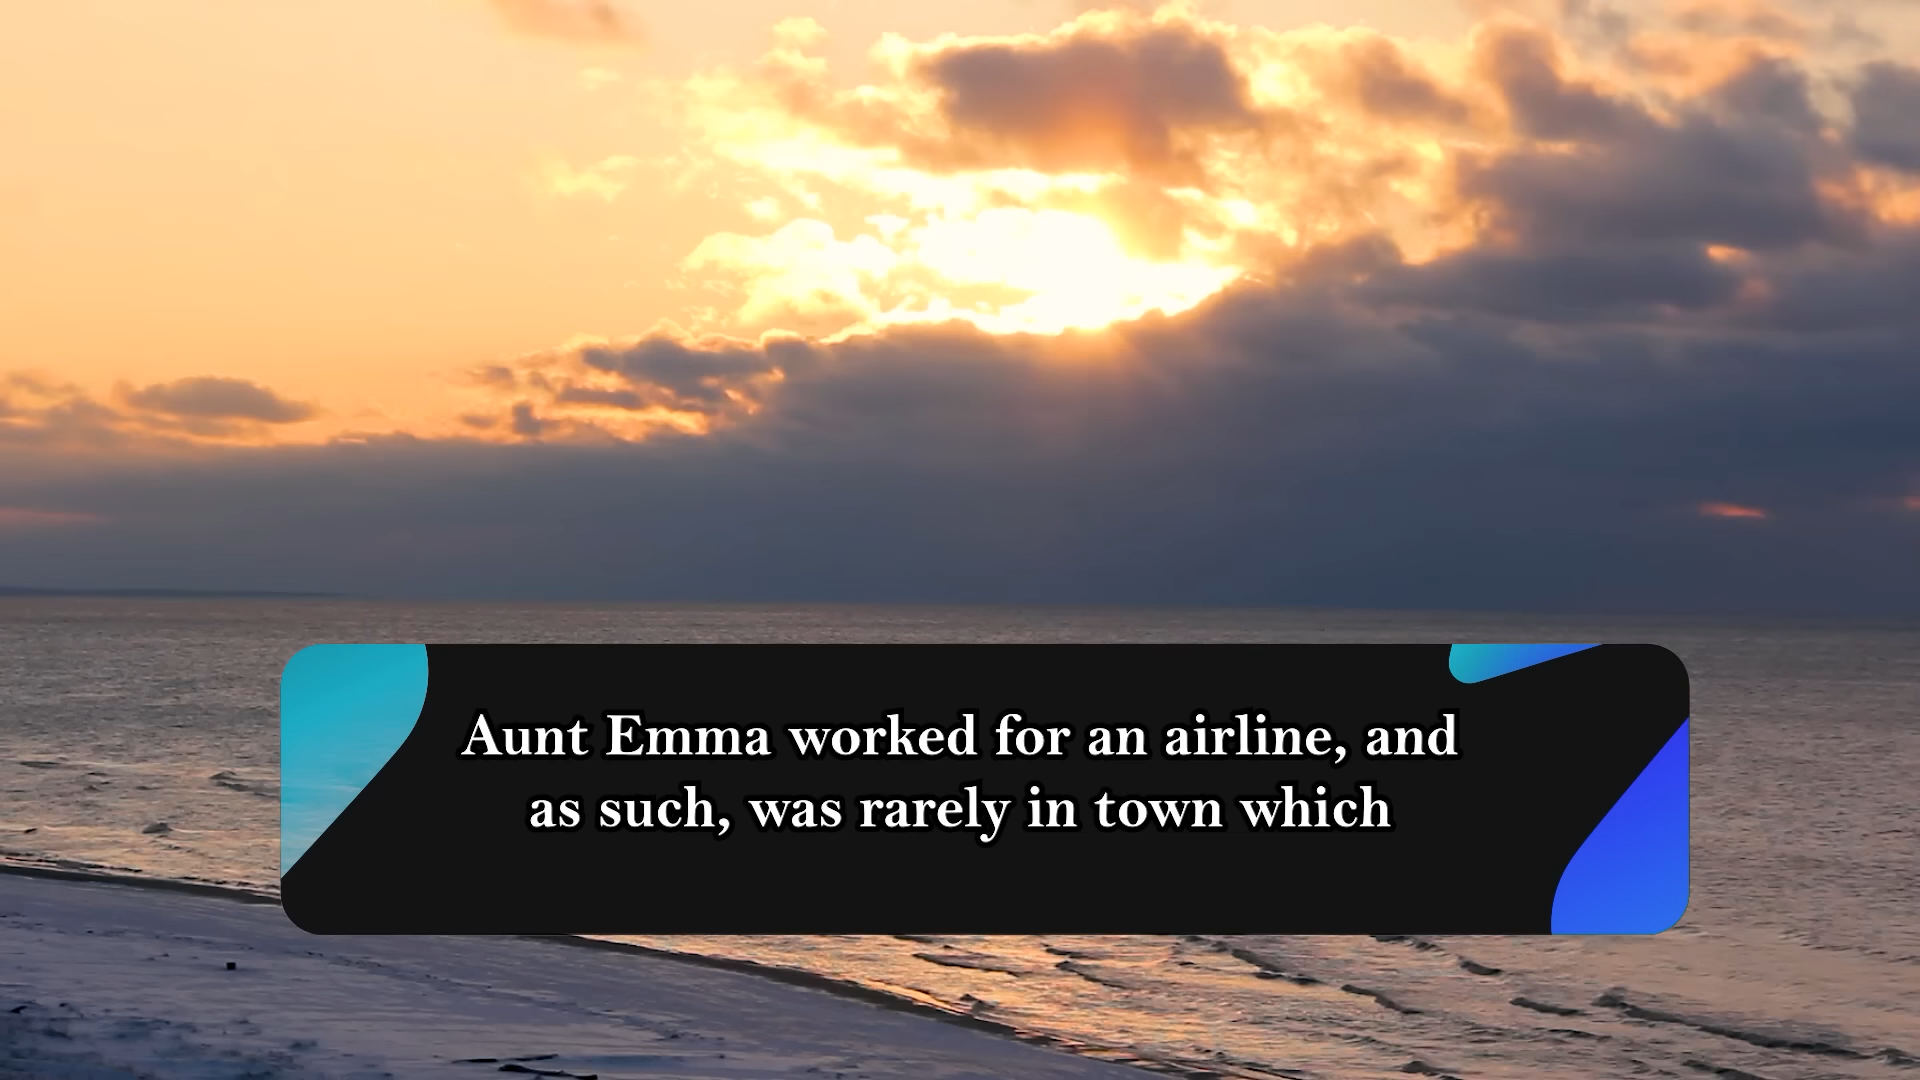 Aunt Emma worked for an airline, and
as such, was rarely in town which